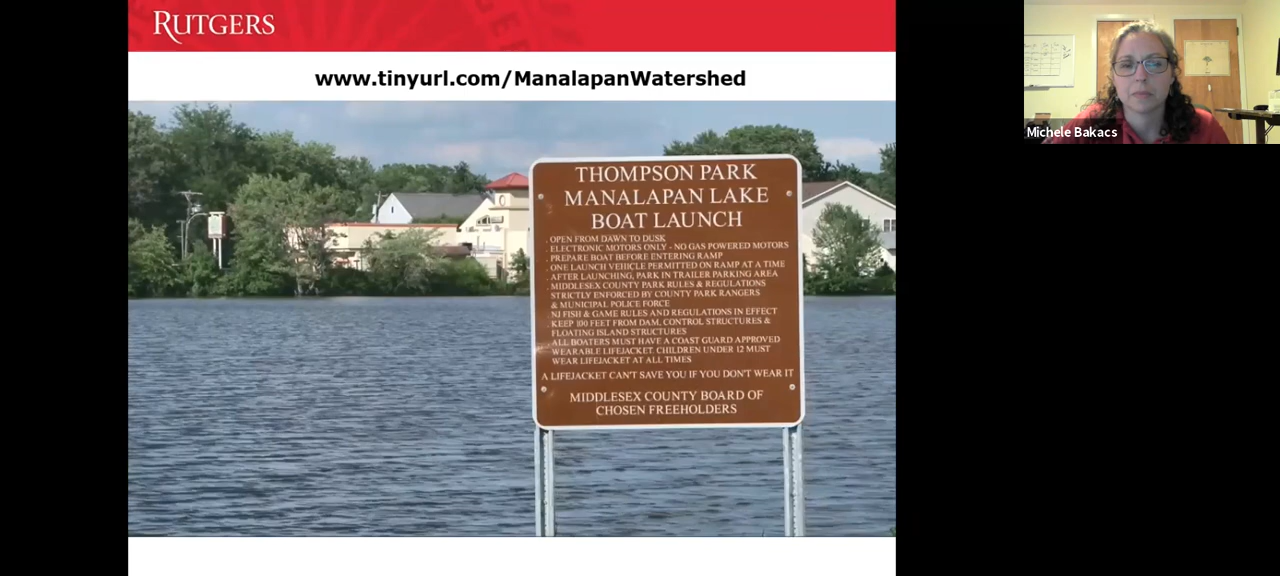 RUTGERS
www.tinyurl.com/ManalapanWatershed
Michele Bakacs
THOMPSON PARK
MANALAPAN LAKE
BOAT LAUNCH
. OPEN FROM DAWN TO DUSK
. ELECTRONIC MOTORS ONLY - NO GAS POWERED MOTORS
. PREPARE BOAT BEFORE ENTERING RAMP
. ONE LAUNCH VEHICLE PERMITTED ON RAMP AT A TIME
. AFTER LAUNCHING, PARK IN TRAILER PARKING AREA
. MIDDLESEX COUNTY PARK RULES & REGULATIONS
STRICTLY ENFORCED BY COUNTY PARK RANGERS
& MUNICIPAL POLICE FORCE
. NJ FISH & GAME RULES AND REGULATIONS IN EFFECT
. KEEP 100 FEET FROM DAM, CONTROL STRUCTURES &
FLOATING ISLAND STRUCTURES
. ALL BOATERS MUST HAVE A COAST GUARD APPROVED
WEARABLE LIFEJACKET. CHILDREN UNDER 12 MUST
WEAR LIFEJACKET AT ALL TIMES
A LIFEJACKET CAN'T SAVE YOU IF YOU DON'T WEAR IT
MIDDLESEX COUNTY BOARD OF
CHOSEN FREEHOLDERS